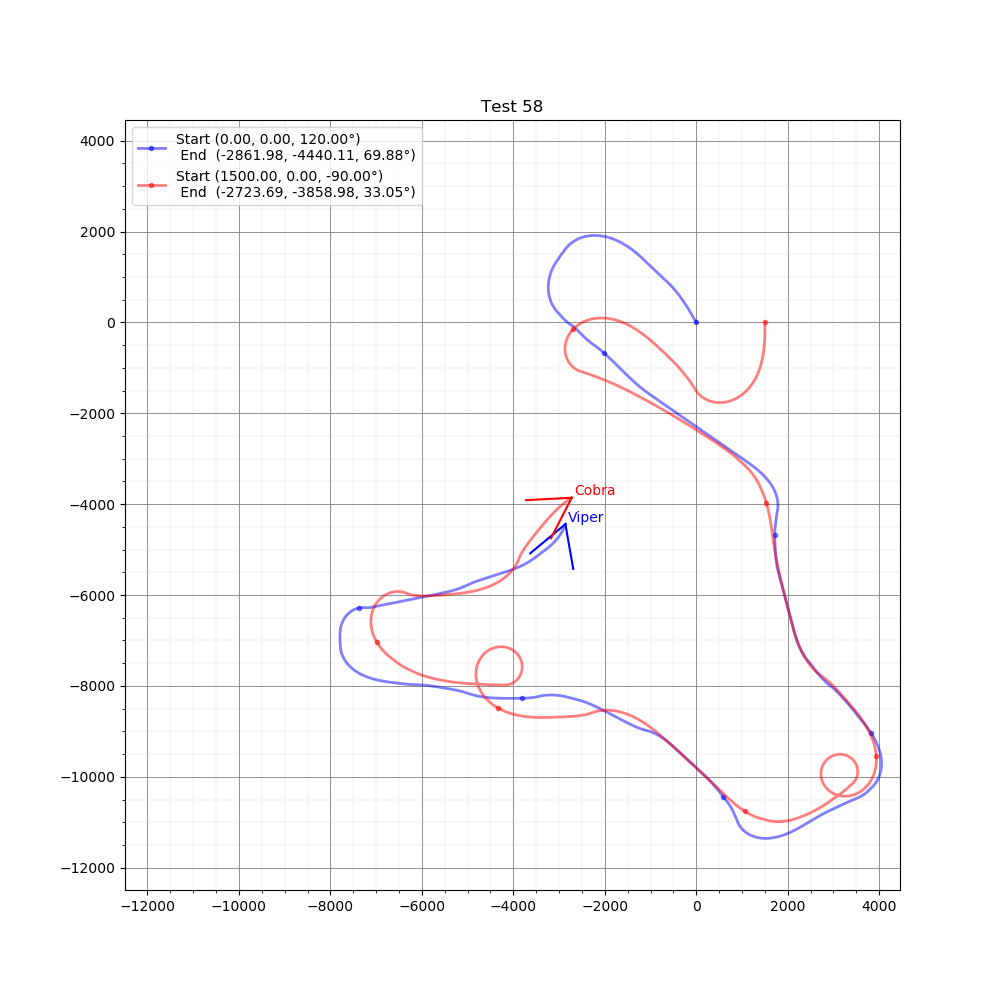 Test 58
Start (0.00, 0.00, 120.00°)
End (-2861.98, -4440.11, 69.88°)
Start (1500.00, 0.00, -90.00°)
End (-2723.69, -3858.98, 33.05°)
4000
2000
0
−2000
−4000
−6000
−8000
−10000
−12000
Cobra
Viper
−12000 −10000 −8000 −6000 −4000 −2000 0 2000 4000